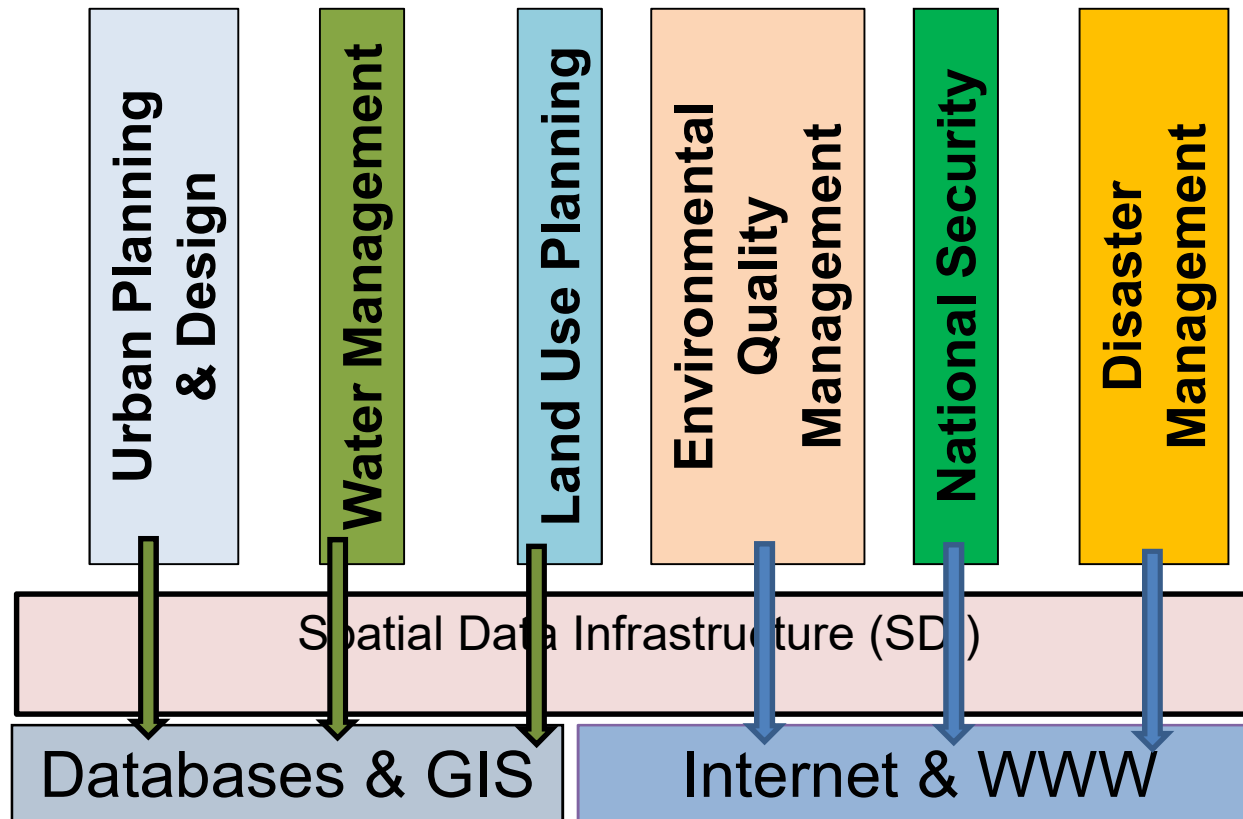 Urban Planning
& Design
Water Management
Land Use Planning
Environmental
Quality
Management
National Security
Disaster
Management
Spatial Data Infrastructure (SDI)
Databases & GIS
Internet & WWW